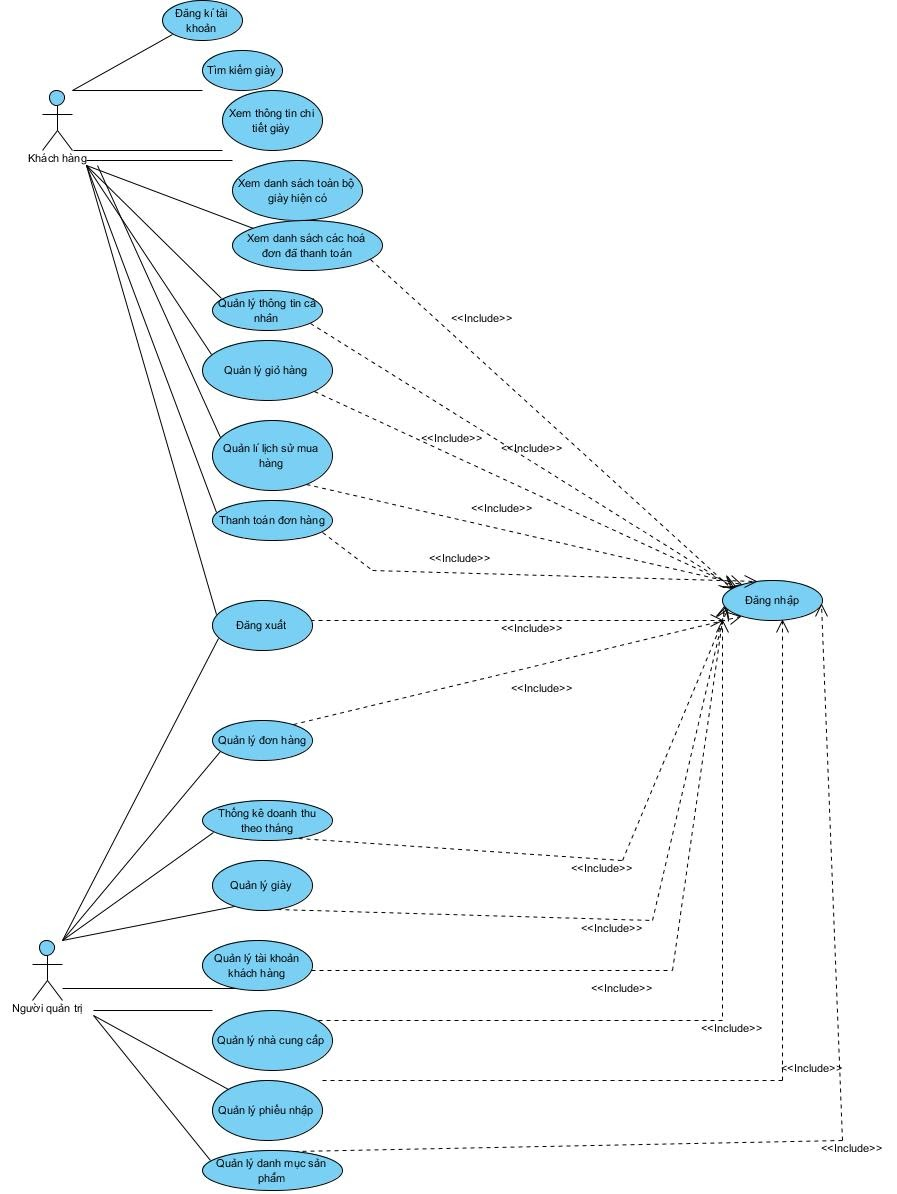 Đăng kí tài
khoản
Tìm kiếm giày
Xem thông tin chi
tiết giày
Khách hàng
Xem danh sách toàn bộ
giày hiện có
Xem danh sách các hoá
đơn đã thanh toán
Quản lý thông tin cá
nhân
<<Include>>
Quản lý giỏ hàng
<<Include>>
<<Include>>
Quản lí lịch sử mua
hàng
<<Include>>
Thanh toán đơn hàng
<<Include>>
Đăng nhập
Đăng xuất
<<Include>>
<<Include>>
Quản lý đơn hàng
Thống kê doanh thu
theo tháng
<<Include>>
Quản lý giày
<<Include>>
Quản lý tài khoản
khách hàng
<<Include>>
Người quản trị
<<Include>>
Quản lý nhà cung cấp
<<Include>>
Quản lý phiếu nhập
<<Include>>
Quản lý danh mục sản
phẩm